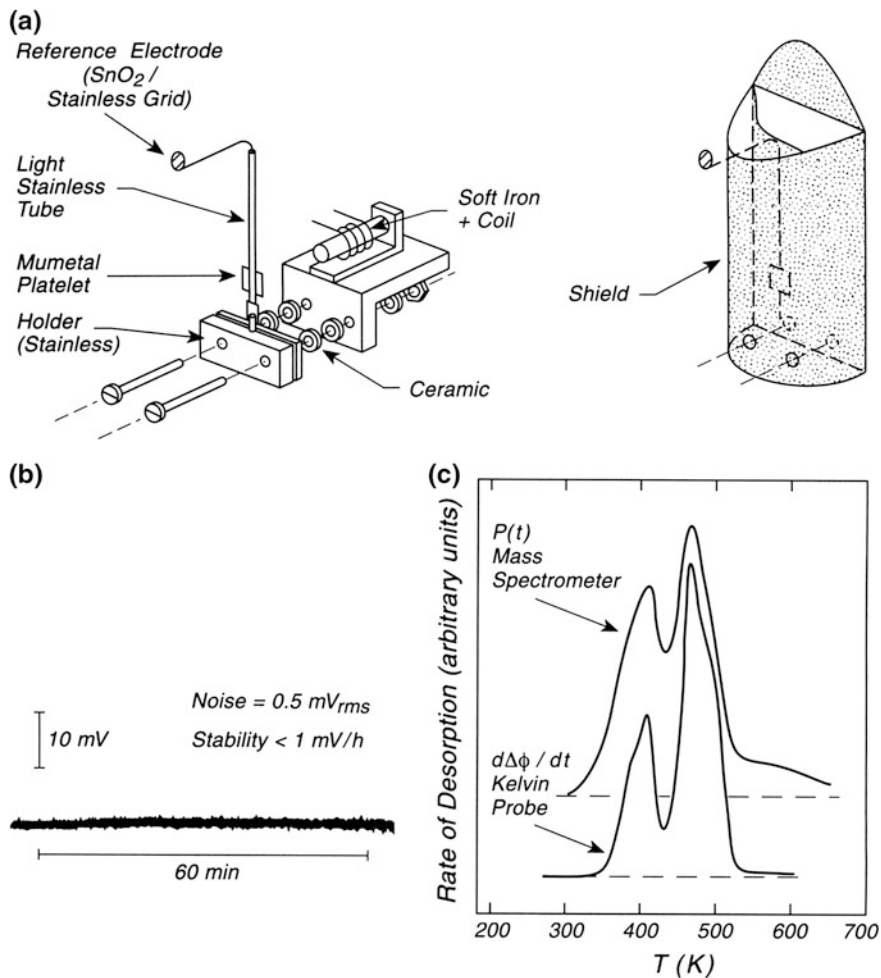 (a)
Reference Electrode
(SnO₂ /
Stainless Grid)
Light
Stainless
Tube
Mumetal
Platelet
Holder
(Stainless)
Soft Iron
+ Coil
Ceramic
Shield
(b)
10 mV
Noise = 0.5 mVrms
Stability < 1 mV/h
60 min
(c)
Rate of Desorption (arbitrary units)
P(t)
Mass
Spectrometer
dΔϕ / dt
Kelvin
Probe
200 300 400 500 600 700
T (K)